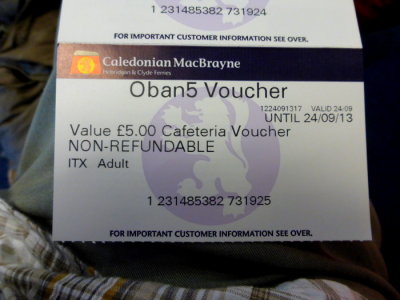 1 231485382 731924
FOR IMPORTANT CUSTOMER INFORMATION SEE OVER.
Caledonian MacBrayne
Hebridean & Clyde Ferries
Oban5 Voucher
1224091317 VALID 24-09
UNTIL 24/09/13
Value £5.00 Cafeteria Voucher
NON-REFUNDABLE
ITX Adult
1 231485382 731925
FOR IMPORTANT CUSTOMER INFORMATION SEE OVER.